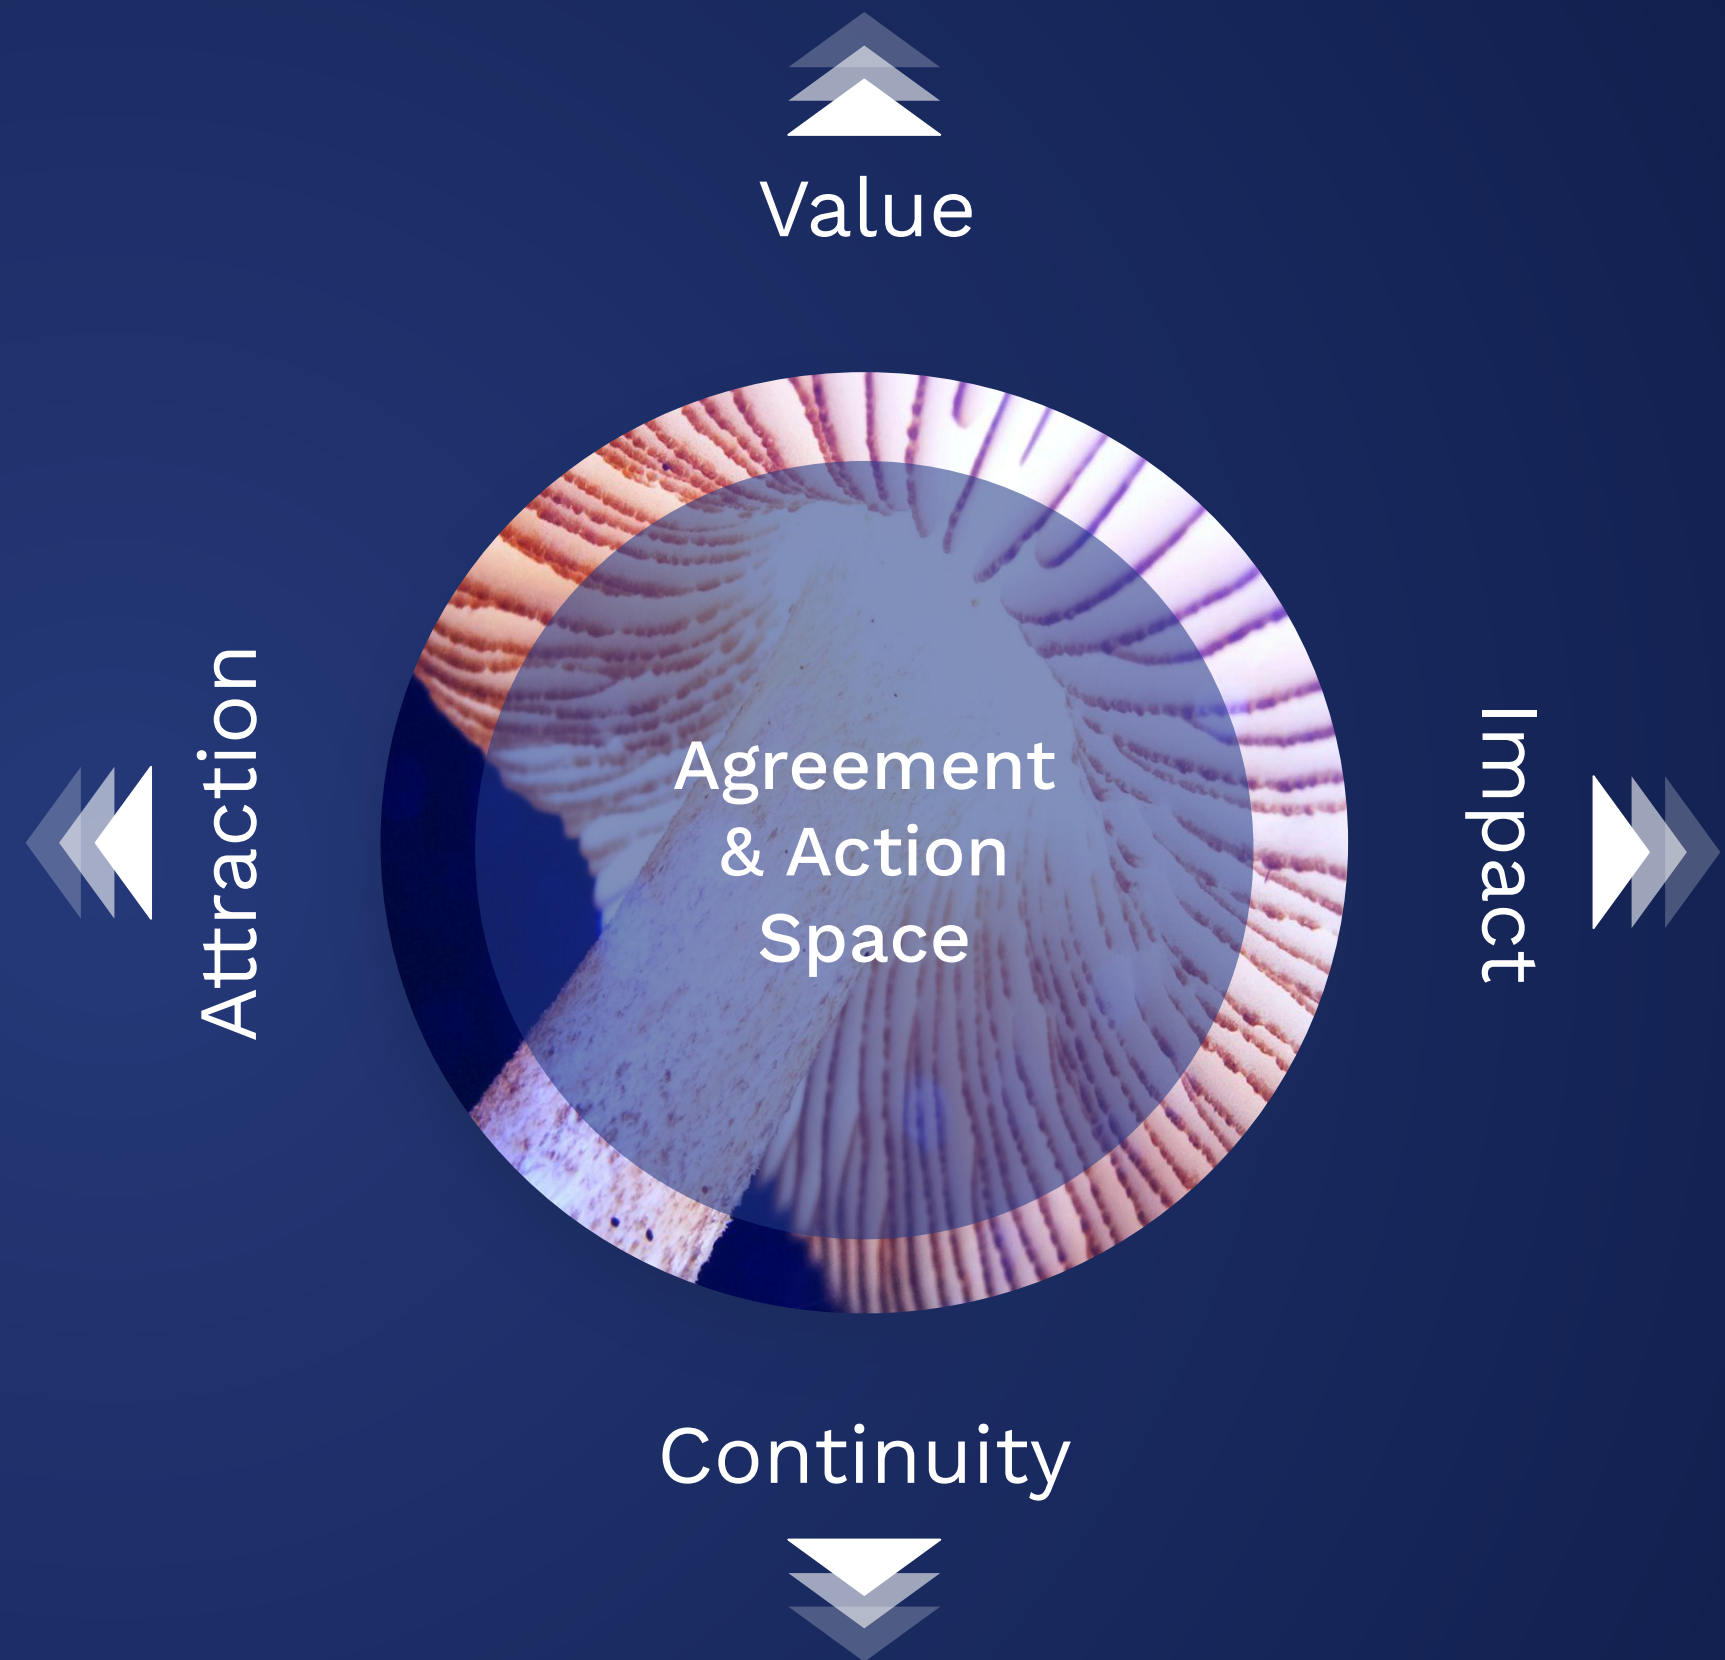 Value
Attraction
Agreement
& Action
Space
Impact
Continuity